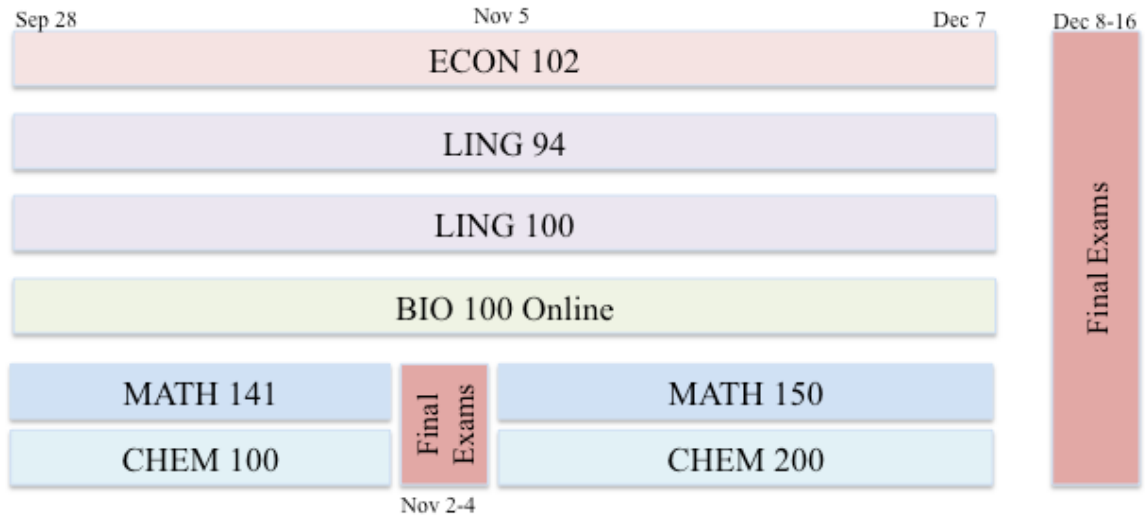 Sep 28
Nov 5
Dec 7
Dec 8-16
ECON 102
LING 94
LING 100
BIO 100 Online
MATH 141
MATH 150
CHEM 100
CHEM 200
Final
Exams
Nov 2-4
Final Exams